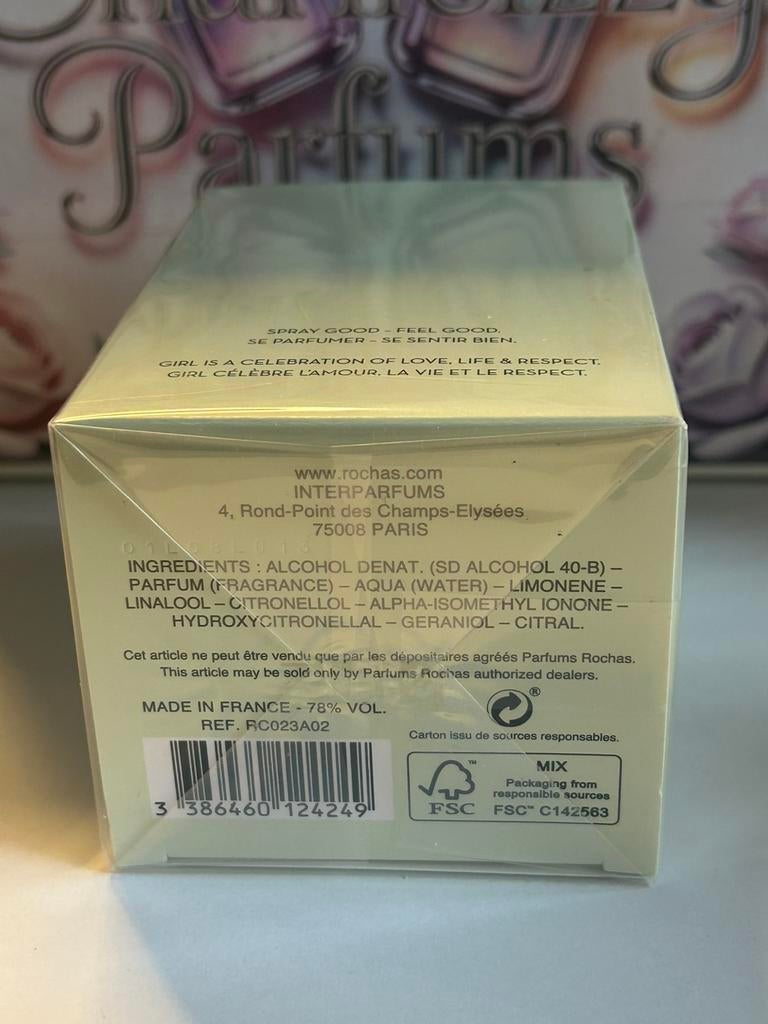 Parfums
SPRAY GOOD – FEEL GOOD.
SE PARFUMER – SE SENTIR BIEN.
GIRL IS A CELEBRATION OF LOVE, LIFE & RESPECT.
GIRL CÉLÈBRE L'AMOUR, LA VIE ET LE RESPECT.
www.rochas.com
INTERPARFUMS
4, Rond-Point des Champs-Elysées
75008 PARIS
INGREDIENTS : ALCOHOL DENAT. (SD ALCOHOL 40-B) –
PARFUM (FRAGRANCE) – AQUA (WATER) – LIMONENE –
LINALOOL – CITRONELLOL – ALPHA-ISOMETHYL IONONE –
HYDROXYCITRONELLAL – GERANIOL – CITRAL.
Cet article ne peut être vendu que par les dépositaires agréés Parfums Rochas.
This article may be sold only by Parfums Rochas authorized dealers.
MADE IN FRANCE - 78% VOL.
REF. RC023A02
®
Carton issu de sources responsables.
3 386460 124249
FSC™
MIX
Packaging from
responsible sources
FSC™ C142563